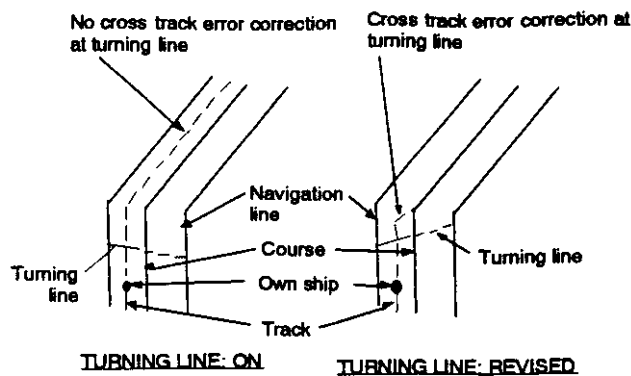 No cross track error correction
at turning line
Cross track error correction at
turning line
Navigation
line
Course
Turning
line
Turning line
Own ship
Track
TURNING LINE: ON
TURNING LINE: REVISED